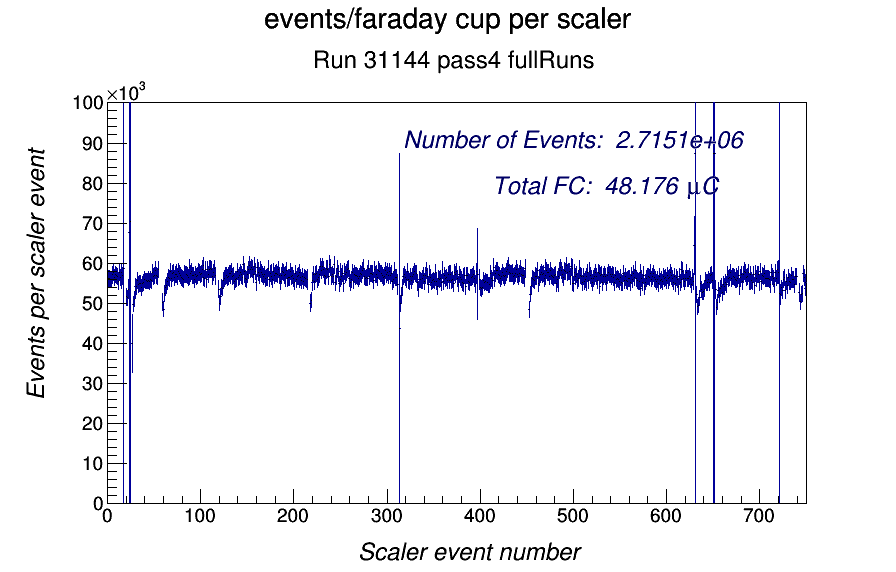 events/faraday cup per scaler
Run 31144 pass4 fullRuns
×10³
100
90
80
70
60
50
40
30
20
10
0
Events per scaler event
Number of Events: 2.7151e+06
Total FC: 48.176 μC
0 100 200 300 400 500 600 700
Scaler event number